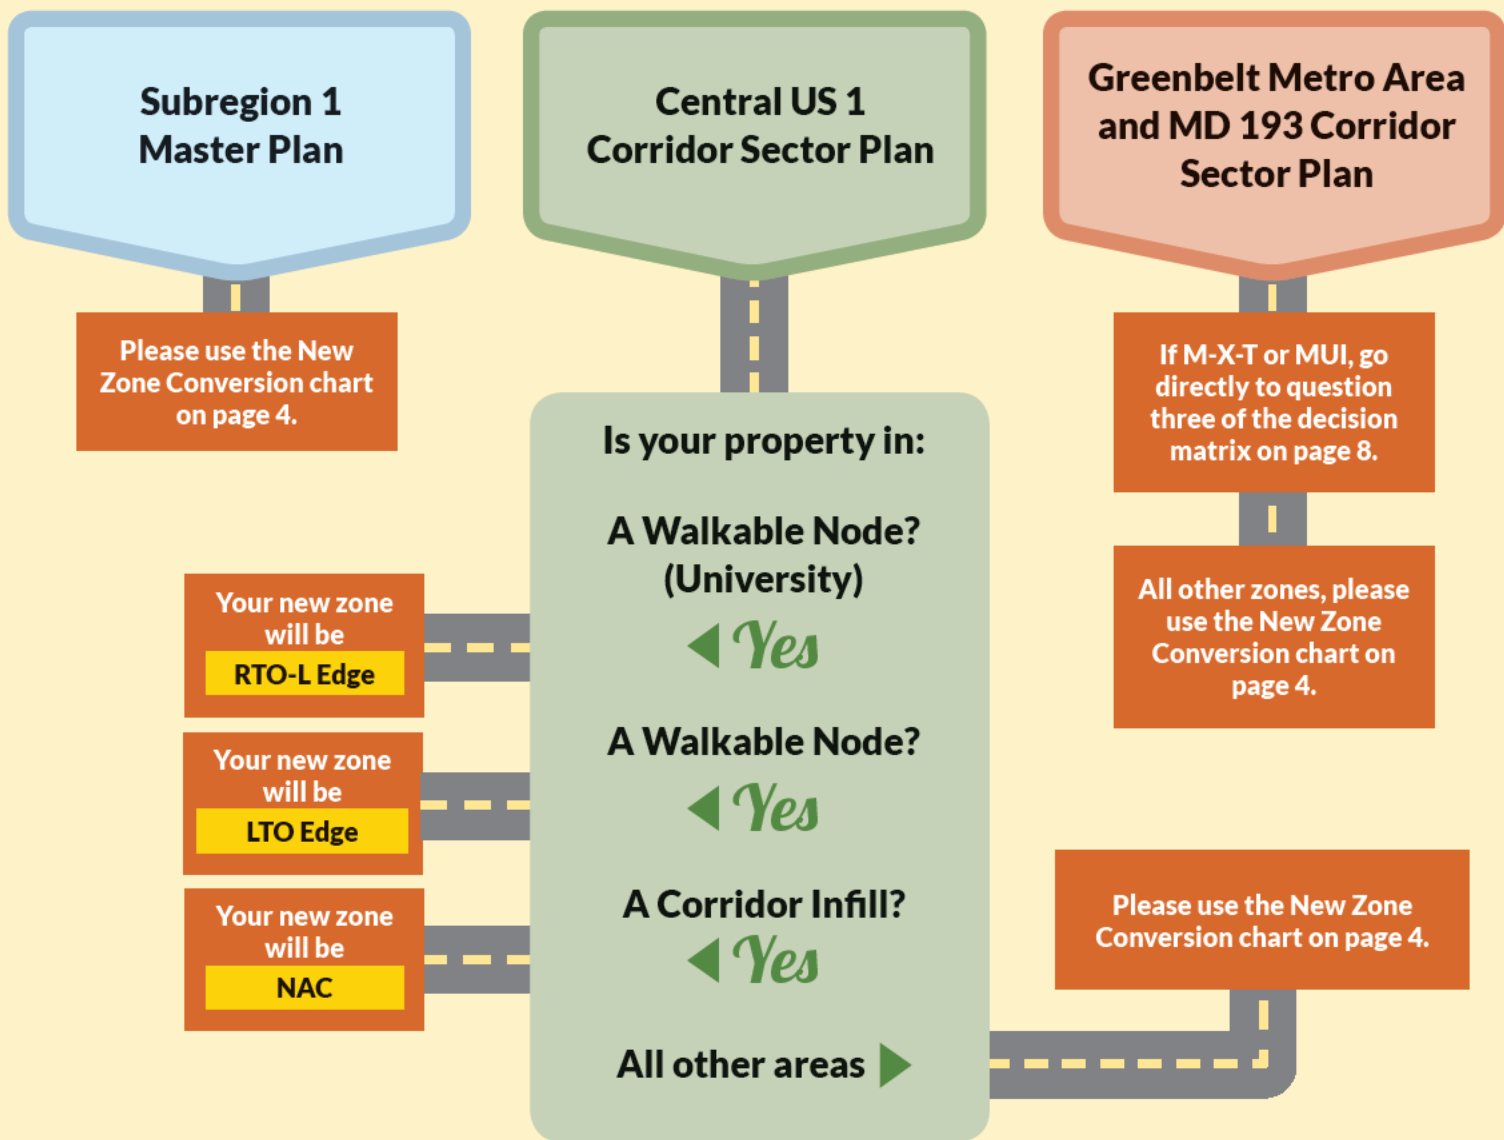 Subregion 1
Master Plan
Please use the New
Zone Conversion chart
on page 4.
Central US 1
Corridor Sector Plan
Is your property in:
A Walkable Node?
(University)
Yes
Your new zone
will be
RTO-L Edge
A Walkable Node?
Yes
Your new zone
will be
LTO Edge
A Corridor Infill?
Yes
Your new zone
will be
NAC
All other areas
Please use the New Zone
Conversion chart on page 4.
Greenbelt Metro Area
and MD 193 Corridor
Sector Plan
If M-X-T or MUI, go
directly to question
three of the decision
matrix on page 8.
All other zones, please
use the New Zone
Conversion chart on
page 4.